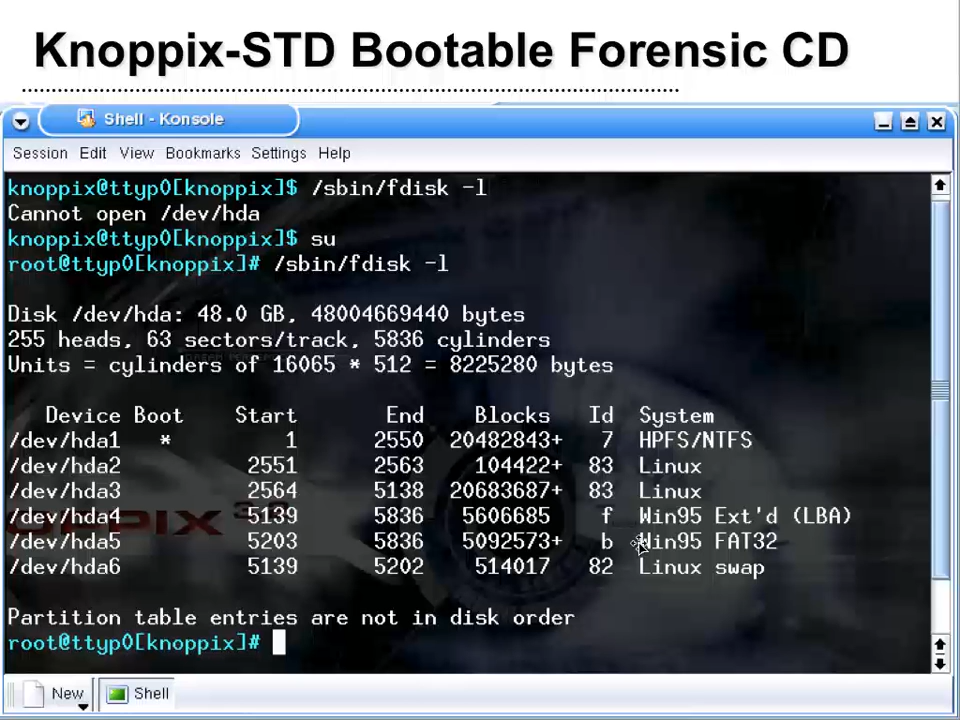 Knoppix-STD Bootable Forensic CD
Shell - Konsole
Session Edit View Bookmarks Settings Help
knoppix@ttyp0[knoppix]$ /sbin/fdisk -l
Cannot open /dev/hda
knoppix@ttyp0[knoppix]$ su
root@ttyp0[knoppix]# /sbin/fdisk -l
Disk /dev/hda: 48.0 GB, 48004669440 bytes
255 heads, 63 sectors/track, 5836 cylinders
Units = cylinders of 16065 * 512 = 8225280 bytes
Device Boot Start End Blocks Id System
/dev/hda1 * 1 2550 20482843+ 7 HPFS/NTFS
/dev/hda2 2551 2563 104422+ 83 Linux
/dev/hda3 2564 5138 20683687+ 83 Linux
/dev/hda4 5139 5836 5606685 f Win95 Ext'd (LBA)
/dev/hda5 5203 5836 5092573+ b Win95 FAT32
/dev/hda6 5139 5202 514017 82 Linux swap
Partition table entries are not in disk order
root@ttyp0[knoppix]#
New Shell